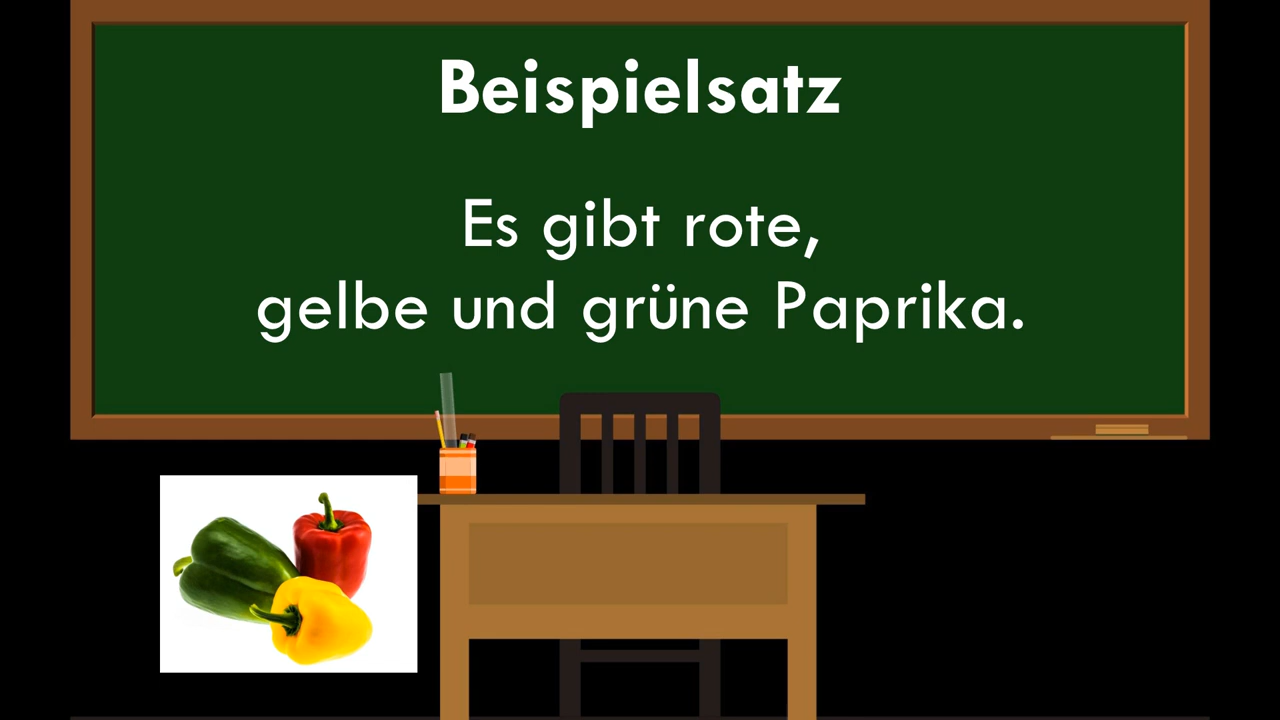 Beispielsatz
Es gibt rote,
gelbe und grüne Paprika.